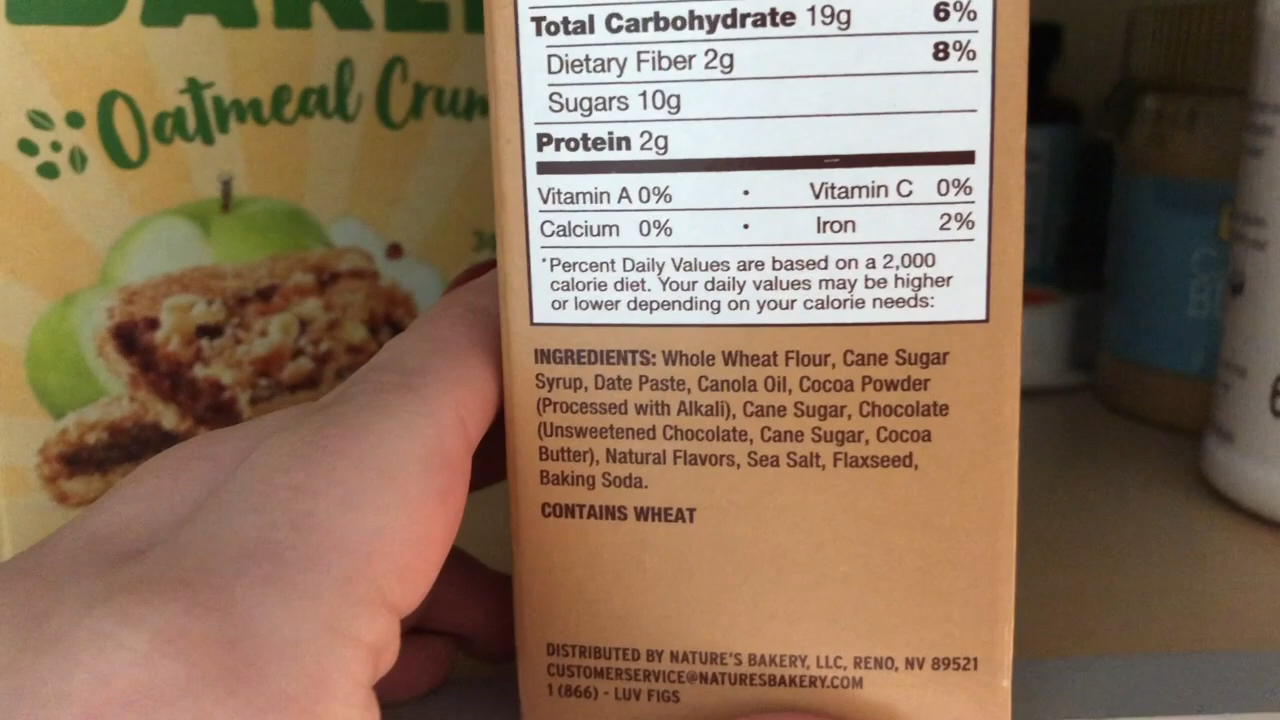 Oatmeal
Total Carbohydrate 19g 6%
Dietary Fiber 2g 8%
Sugars 10g
Protein 2g
Vitamin A 0% • Vitamin C 0%
Calcium 0% • Iron 2%
*Percent Daily Values are based on a 2,000
calorie diet. Your daily values may be higher
or lower depending on your calorie needs:
INGREDIENTS: Whole Wheat Flour, Cane Sugar
Syrup, Date Paste, Canola Oil, Cocoa Powder
(Processed with Alkali), Cane Sugar, Chocolate
(Unsweetened Chocolate, Cane Sugar, Cocoa
Butter), Natural Flavors, Sea Salt, Flaxseed,
Baking Soda.
CONTAINS WHEAT
DISTRIBUTED BY NATURE'S BAKERY, LLC, RENO, NV 89521
CUSTOMERSERVICE@NATURESBAKERY.COM
1 (866) - LUV FIGS